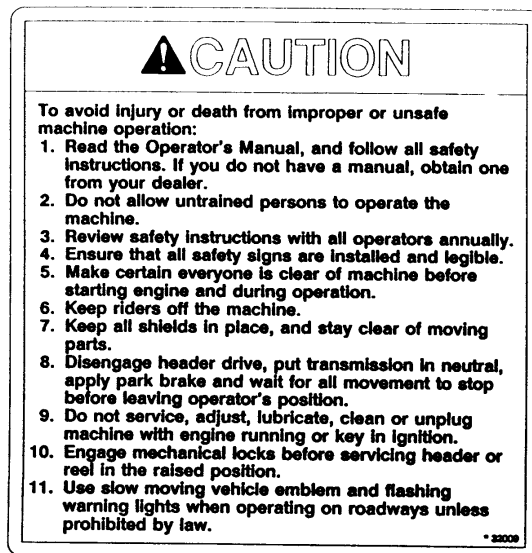 CAUTION
To avoid injury or death from improper or unsafe
machine operation:
1. Read the Operator's Manual, and follow all safety
instructions. If you do not have a manual, obtain one
from your dealer.
2. Do not allow untrained persons to operate the
machine.
3. Review safety instructions with all operators annually.
4. Ensure that all safety signs are installed and legible.
5. Make certain everyone is clear of machine before
starting engine and during operation.
6. Keep riders off the machine.
7. Keep all shields in place, and stay clear of moving
parts.
8. Disengage header drive, put transmission in neutral,
apply park brake and wait for all movement to stop
before leaving operator's position.
9. Do not service, adjust, lubricate, clean or unplug
machine with engine running or key in ignition.
10. Engage mechanical locks before servicing header or
reel in the raised position.
11. Use slow moving vehicle emblem and flashing
warning lights when operating on roadways unless
prohibited by law.
* 32009